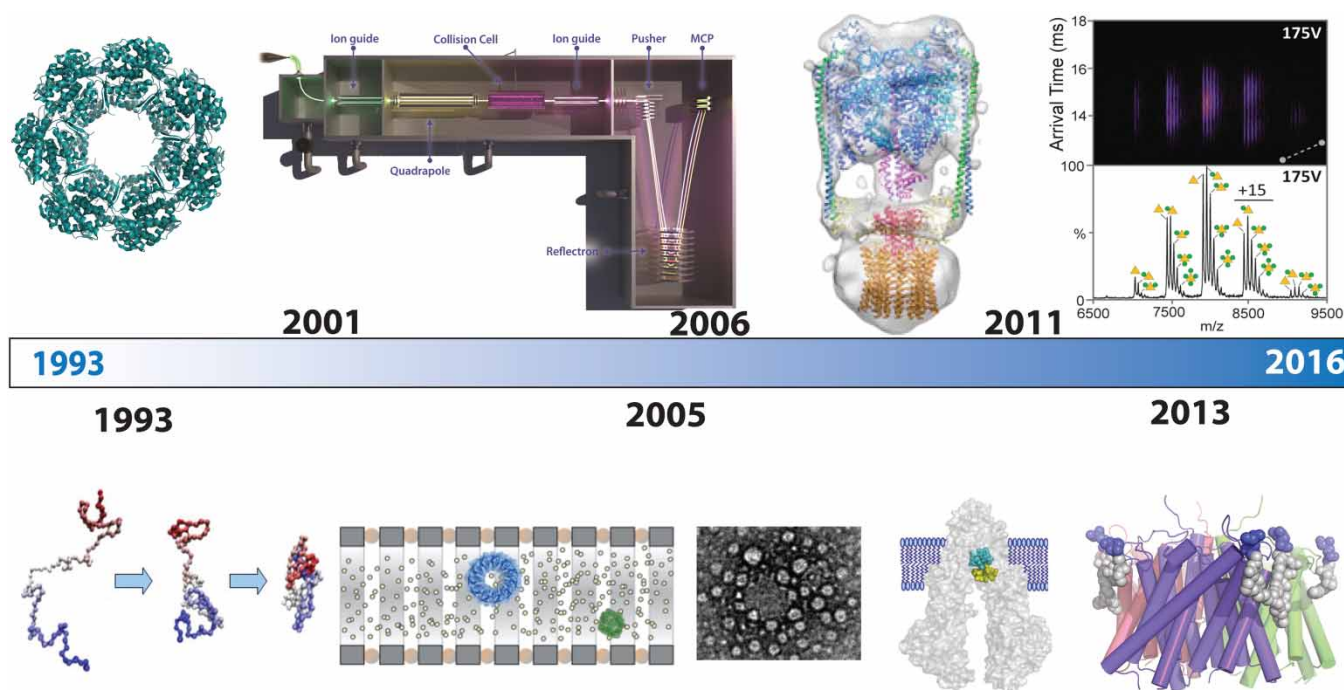 Ion guide
Collision Cell
Ion guide
Pusher
MCP
Quadrapole
Reflectron
Arrival Time (ms)
18
16
14
175V
100
%
0
175V
+15
6500
7500
8500
9500
m/z
2001
2006
2011
1993
2016
1993
2005
2013